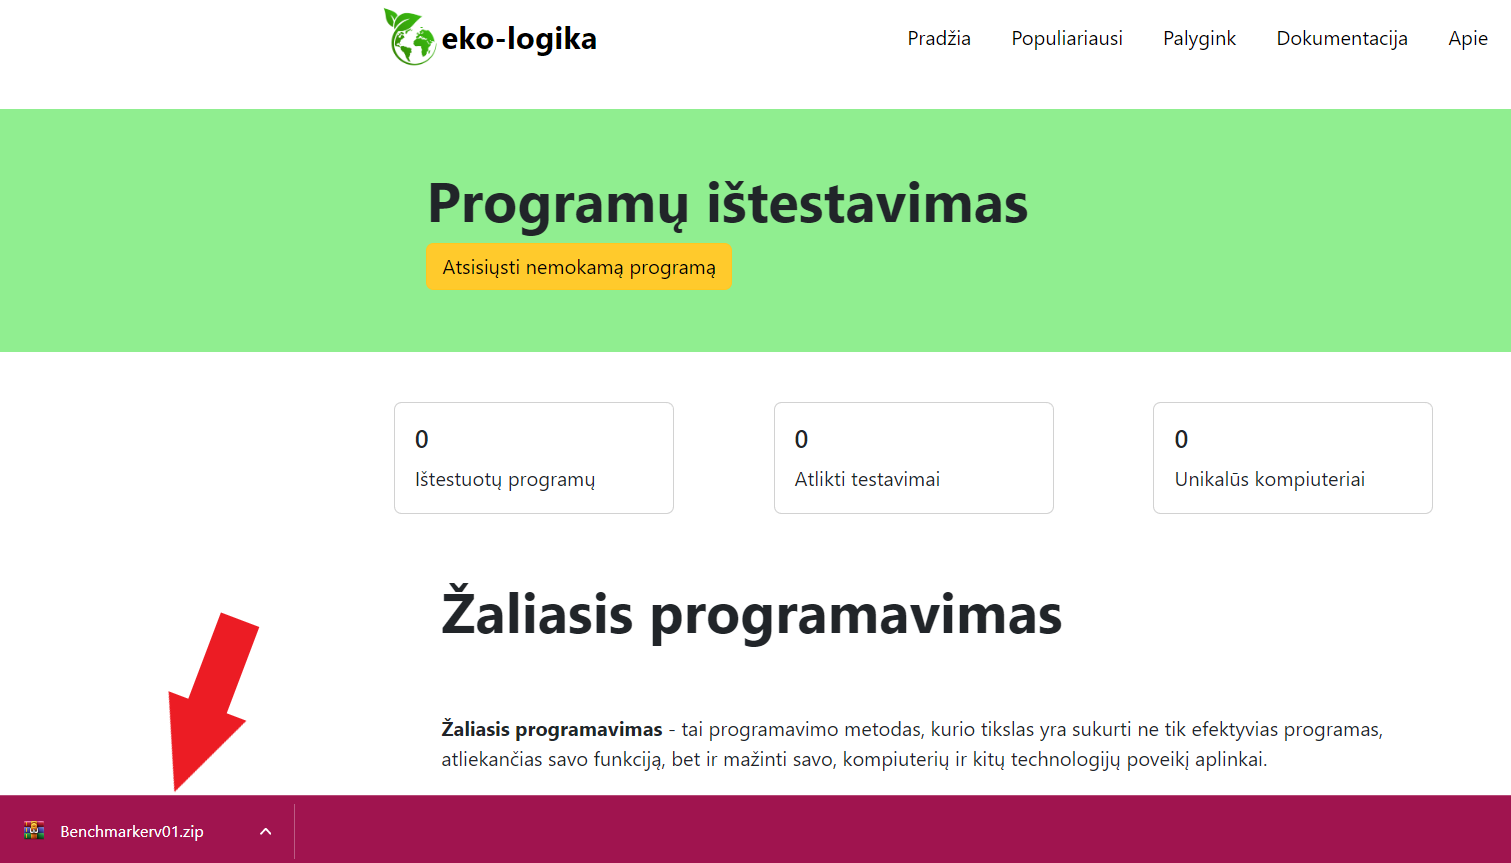 eko-logika
Pradžia
Populiariausi
Palygink
Dokumentacija
Apie
Programų ištestavimas
Atsisiųsti nemokamą programą
0
Ištestuotų programų
0
Atlikti testavimai
0
Unikalūs kompiuteriai
Žaliasis programavimas
Žaliasis programavimas - tai programavimo metodas, kurio tikslas yra sukurti ne tik efektyvias programas,
atliekančias savo funkciją, bet ir mažinti savo, kompiuterių ir kitų technologijų poveikį aplinkai.
Benchmarkerv01.zip